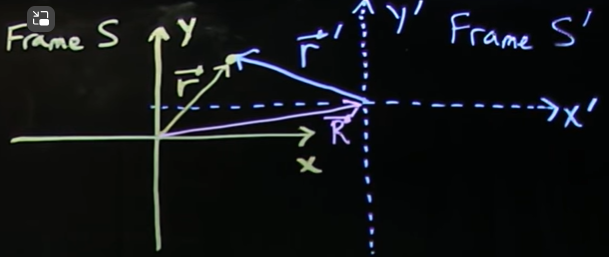 Frame S
y
r⃗
x
R⃗
r⃗ ′
y′
Frame S′
x′